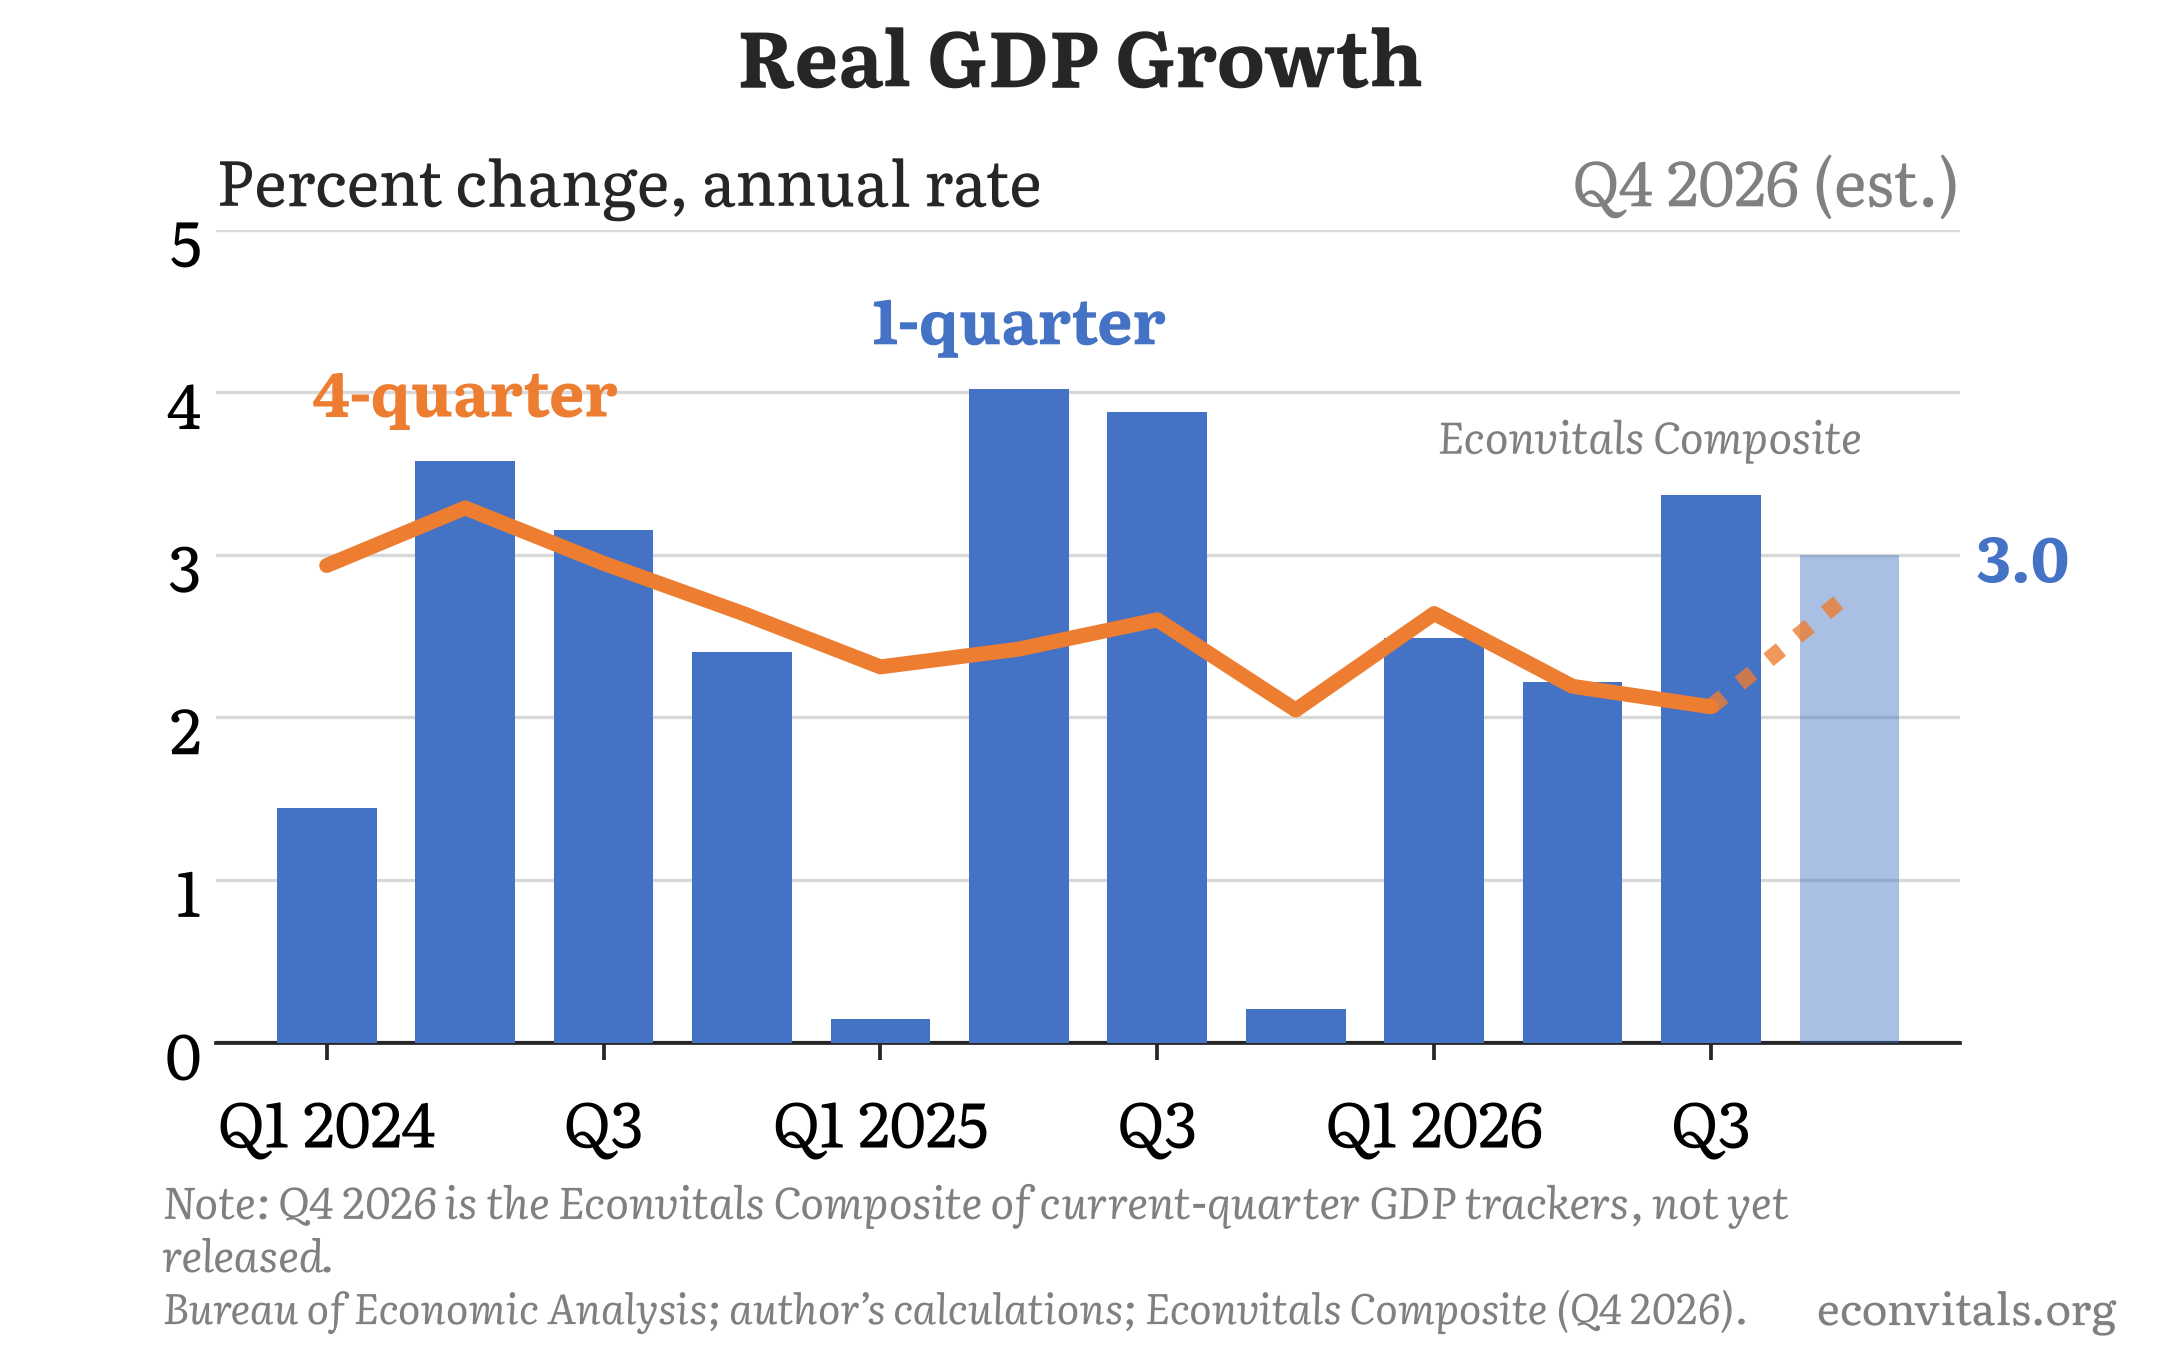 Real GDP Growth
Percent change, annual rate
Q4 2026 (est.)
5
1-quarter
4-quarter
4
Econvitals Composite
3
3.0
2
1
0
Q1 2024 Q3 Q1 2025 Q3 Q1 2026 Q3
Note: Q4 2026 is the Econvitals Composite of current-quarter GDP trackers, not yet
released.
Bureau of Economic Analysis; author’s calculations; Econvitals Composite (Q4 2026).
econvitals.org